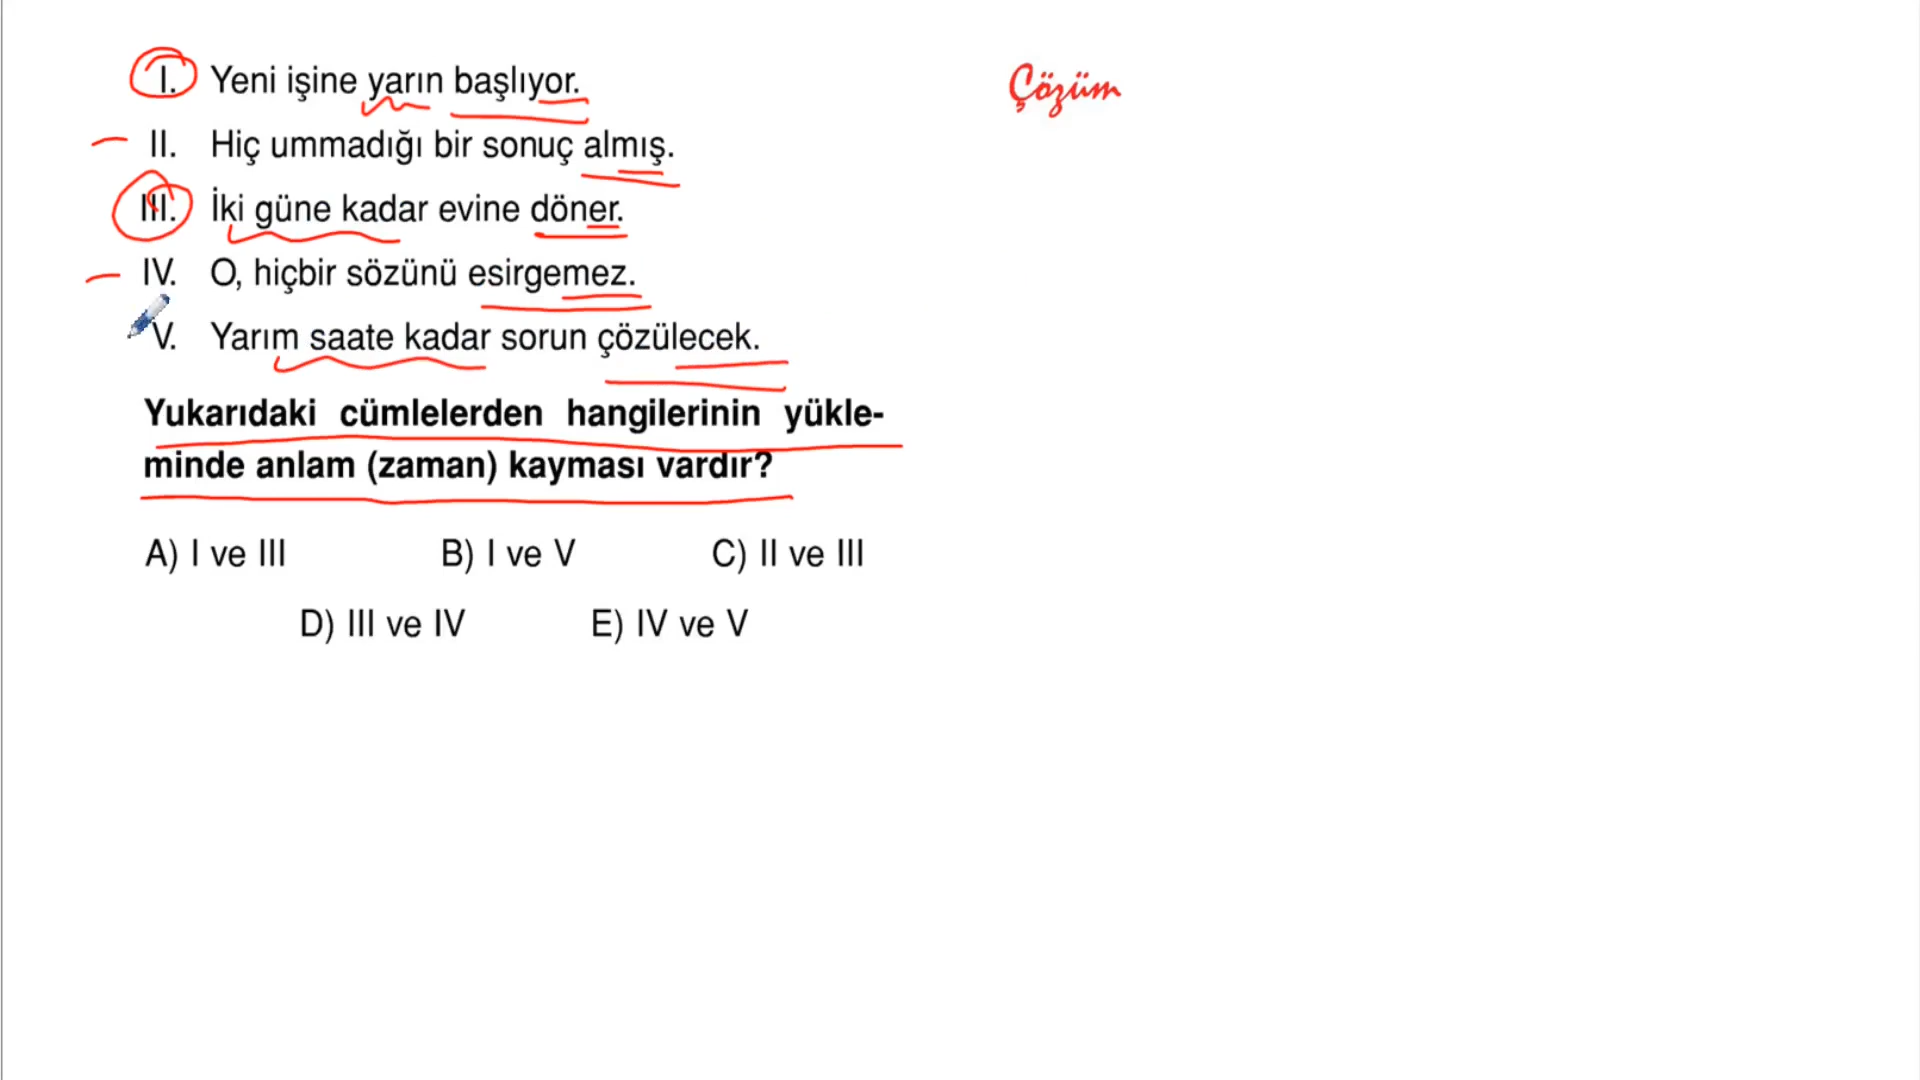 I. Yeni işine yarın başlıyor.
II. Hiç ummadığı bir sonuç almış.
III. İki güne kadar evine döner.
IV. O, hiçbir sözünü esirgemez.
V. Yarım saate kadar sorun çözülecek.
Yukarıdaki cümlelerden hangilerinin yükle-
minde anlam (zaman) kayması vardır?
A) I ve III B) I ve V C) II ve III
D) III ve IV E) IV ve V
Çözüm